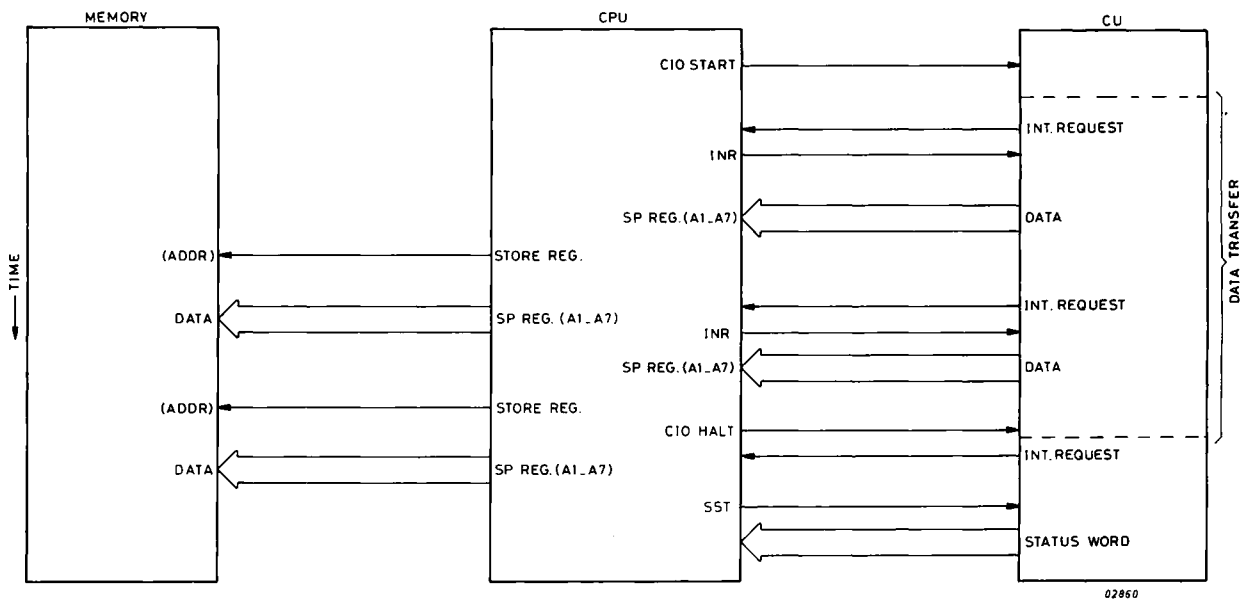 MEMORY
CPU
CU
CIO START
INT. REQUEST
INR
SP REG.(A1_A7)
DATA
(ADDR)
STORE REG.
INT. REQUEST
DATA
SP REG.(A1_A7)
INR
SP REG.(A1_A7)
DATA
(ADDR)
STORE REG.
CIO HALT
INT. REQUEST
DATA
SP REG.(A1_A7)
SST
STATUS WORD
TIME
DATA TRANSFER
02860